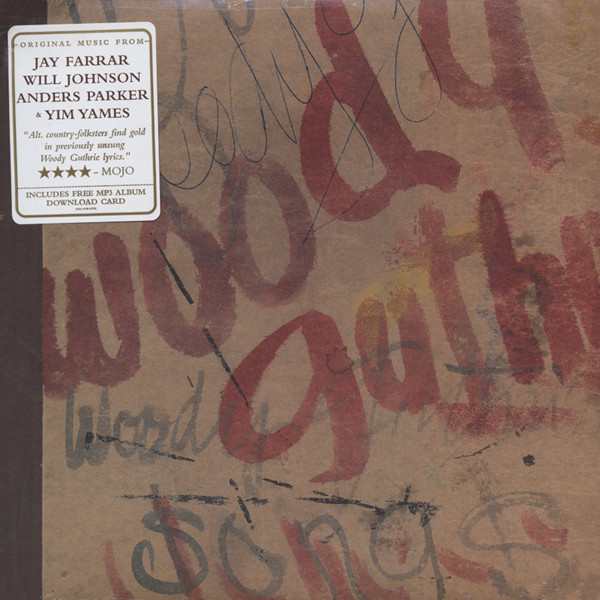 ORIGINAL MUSIC FROM
JAY FARRAR
WILL JOHNSON
ANDERS PARKER
& YIM YAMES
"Alt. country-folksters find gold
in previously unsung
Woody Guthrie lyrics."
★★★★ - MOJO
INCLUDES FREE MP3 ALBUM
DOWNLOAD CARD
woody
guthr
Woody Guthrie
songs